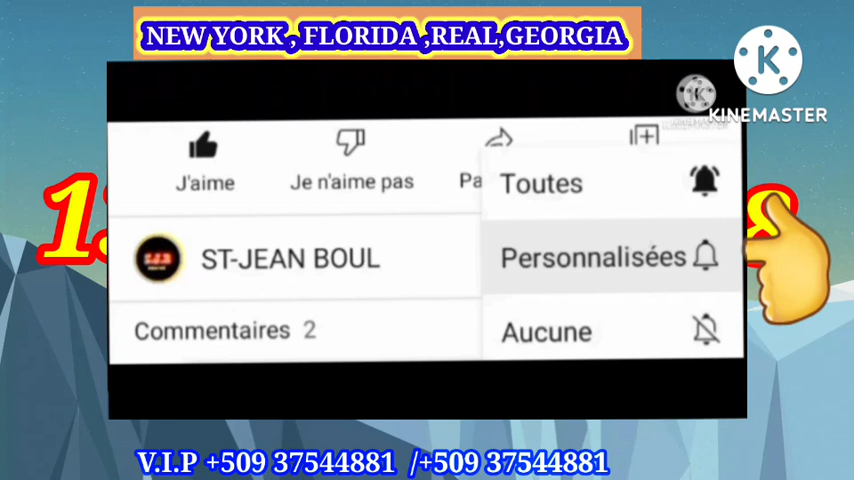 NEW YORK , FLORIDA ,REAL,GEORGIA
KINEMASTER
J'aime
Je n'aime pas
Pa
Toutes
ST-JEAN BOUL
Personnalisées
Commentaires 2
Aucune
V.I.P +509 37544881 /+509 37544881